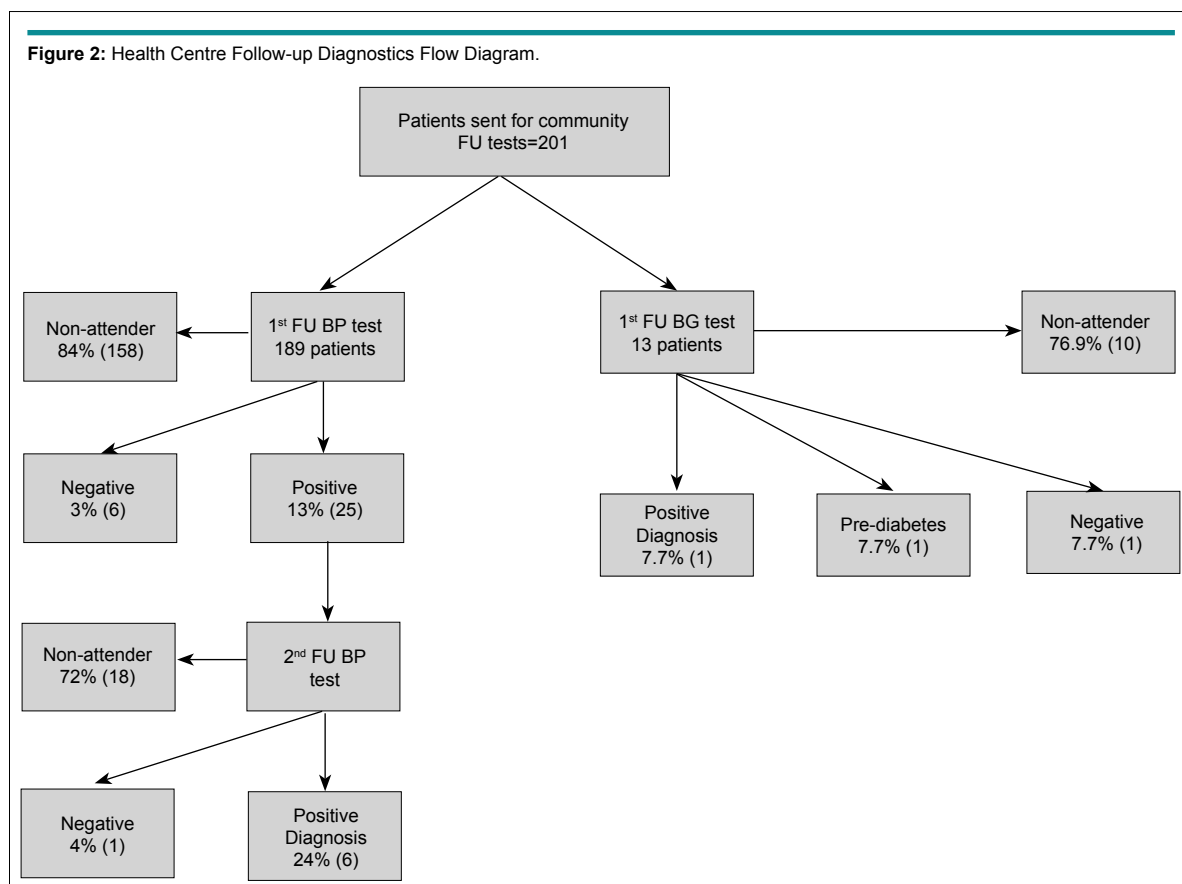 Figure 2: Health Centre Follow-up Diagnostics Flow Diagram.
Patients sent for community
FU tests=201
Non-attender
84% (158)
1st FU BP test
189 patients
1st FU BG test
13 patients
Non-attender
76.9% (10)
Negative
3% (6)
Positive
13% (25)
Positive
Diagnosis
7.7% (1)
Pre-diabetes
7.7% (1)
Negative
7.7% (1)
Non-attender
72% (18)
2nd FU BP
test
Negative
4% (1)
Positive
Diagnosis
24% (6)